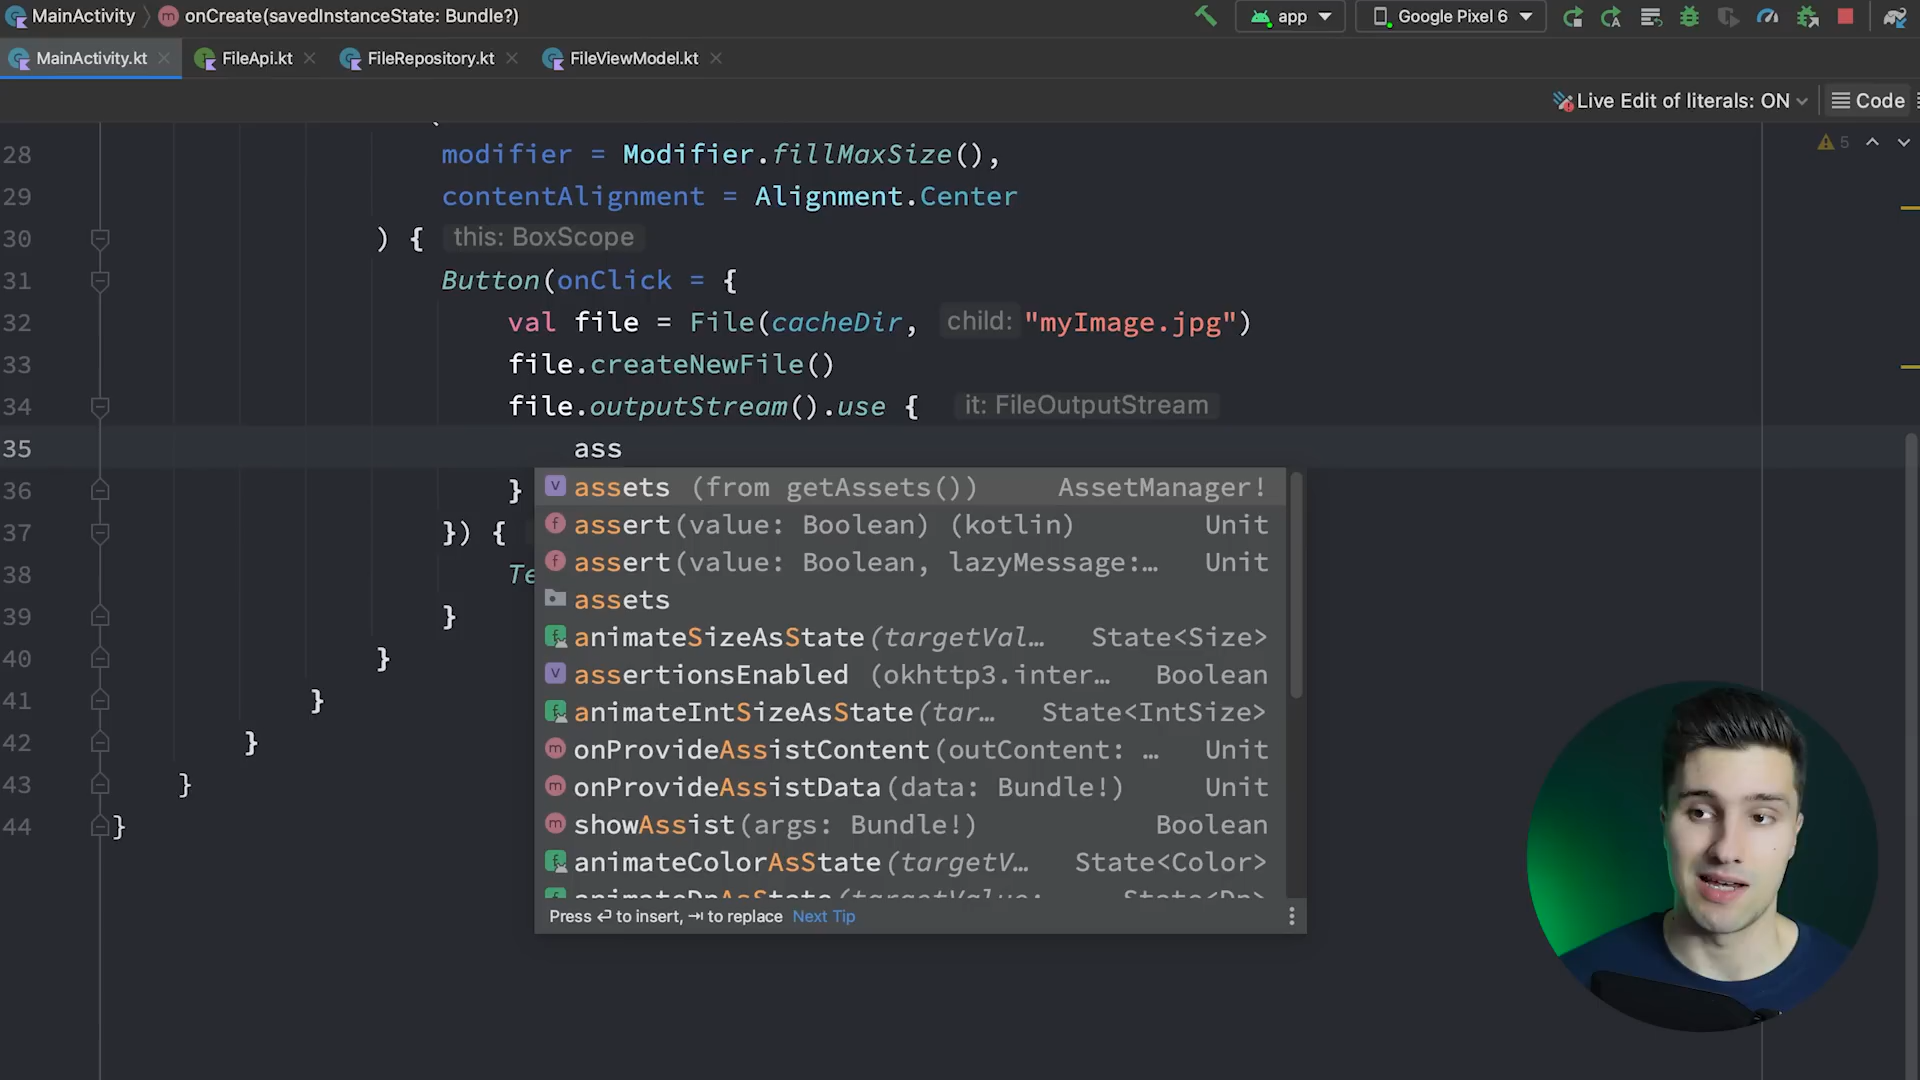 MainActivity onCreate(savedInstanceState: Bundle?) app Google Pixel 6
MainActivity.kt FileApi.kt FileRepository.kt FileViewModel.kt
Live Edit of literals: ON Code
28 modifier = Modifier.fillMaxSize(), 5
29 contentAlignment = Alignment.Center
30 ) { this: BoxScope
31 Button(onClick = {
32 val file = File(cacheDir, child: "myImage.jpg")
33 file.createNewFile()
34 file.outputStream().use { it: FileOutputStream
35 ass
36 }
37 }) {
38 Te
39 }
40 }
41 }
42 }
43 }
44 }
assets (from getAssets()) AssetManager!
assert(value: Boolean) (kotlin) Unit
assert(value: Boolean, lazyMessage:… Unit
assets
animateSizeAsState(targetVal… State<Size>
assertionsEnabled (okhttp3.inter… Boolean
animateIntSizeAsState(tar… State<IntSize>
onProvideAssistContent(outContent: … Unit
onProvideAssistData(data: Bundle!) Unit
showAssist(args: Bundle!) Boolean
animateColorAsState(targetV… State<Color>
animateDpAsState(targetValue: State<Dp>
Press ↩ to insert, ⇥ to replace Next Tip